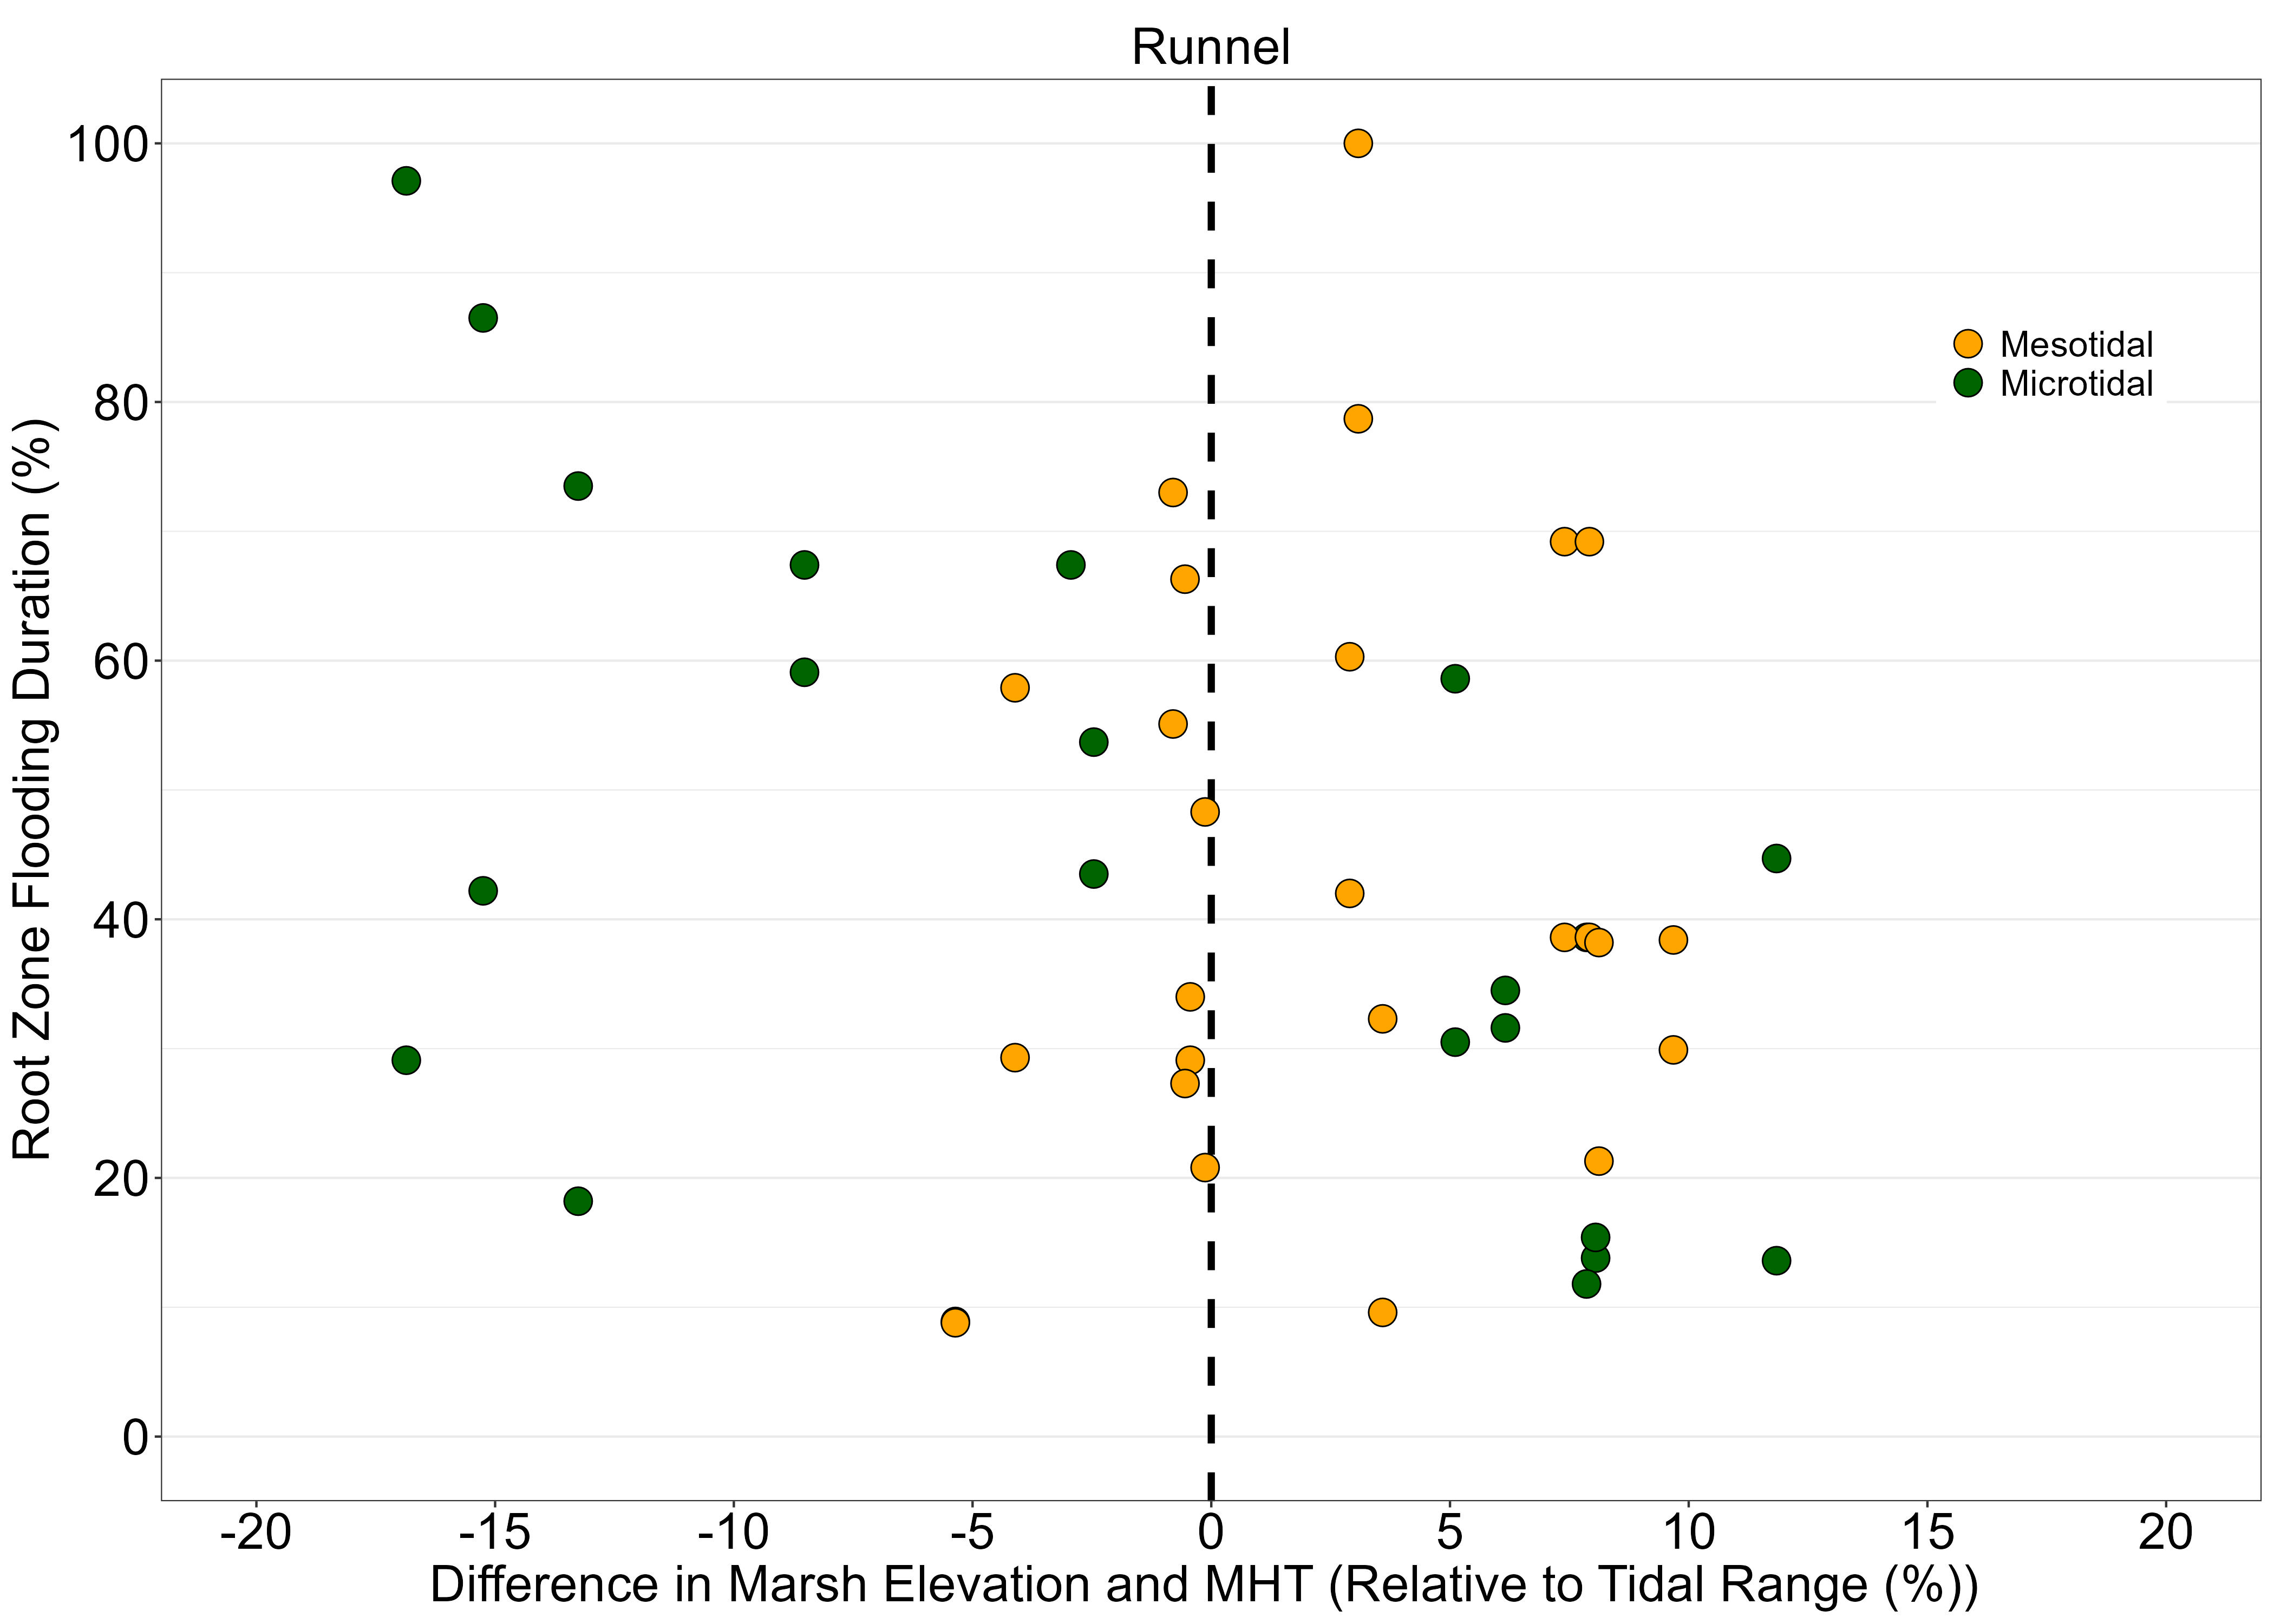 Runnel
Root Zone Flooding Duration (%)
100
80
60
40
20
0
Mesotidal
Microtidal
-20 -15 -10 -5 0 5 10 15 20
Difference in Marsh Elevation and MHT (Relative to Tidal Range (%))